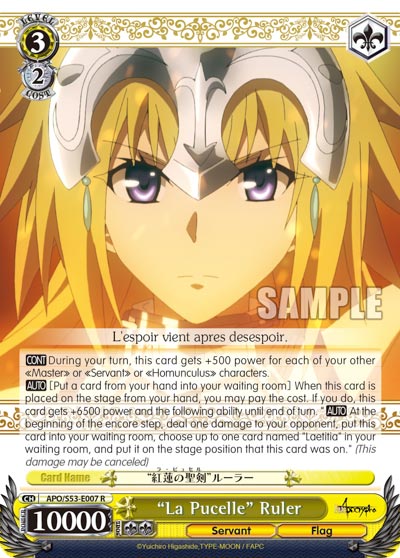 LEVEL
3
2
COST
SAMPLE
L'espoir vient apres desespoir.
CONT During your turn, this card gets +500 power for each of your other
«Master» or «Servant» or «Homunculus» characters.
AUTO [Put a card from your hand into your waiting room] When this card is
placed on the stage from your hand, you may pay the cost. If you do, this
card gets +6500 power and the following ability until end of turn. "AUTO At the
beginning of the encore step, deal one damage to your opponent, put this
card into your waiting room, choose up to one card named "Laetitia" in your
waiting room, and put it on the stage position that this card was on." (This
damage may be canceled)
Card Name
ラ・ピュセル
"紅蓮の聖剣"ルーラー
CH APO/S53-E007 R
"La Pucelle" Ruler
Apocrypha
POWER
10000
SOUL
Servant
Flag
©Yuichiro Higashide,TYPE-MOON / FAPC